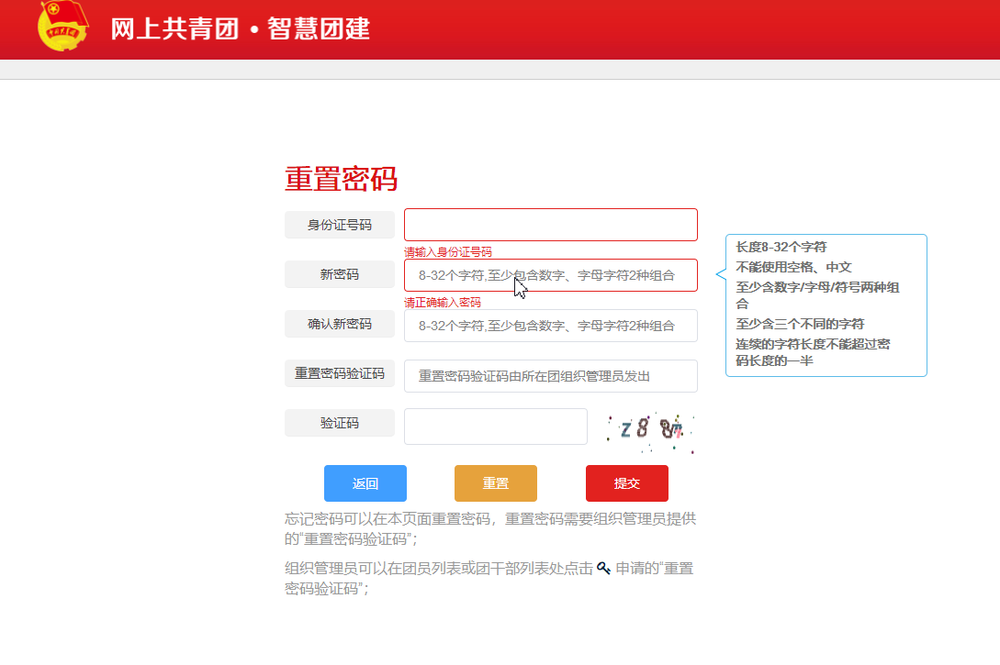 网上共青团·智慧团建
重置密码
身份证号码
请输入身份证号码
新密码
8-32个字符,至少包含数字、字母字符2种组合
请正确输入密码
确认新密码
8-32个字符,至少包含数字、字母字符2种组合
重置密码验证码
重置密码验证码由所在团组织管理员发出
验证码
z 8 8
返回
重置
提交
忘记密码可以在本页面重置密码，重置密码需要组织管理员提供
的“重置密码验证码”;
组织管理员可以在团员列表或团干部列表处点击 申请的“重置
密码验证码”;
长度8-32个字符
不能使用空格、中文
至少含数字/字母/符号两种组
合
至少含三个不同的字符
连续的字符长度不能超过密
码长度的一半